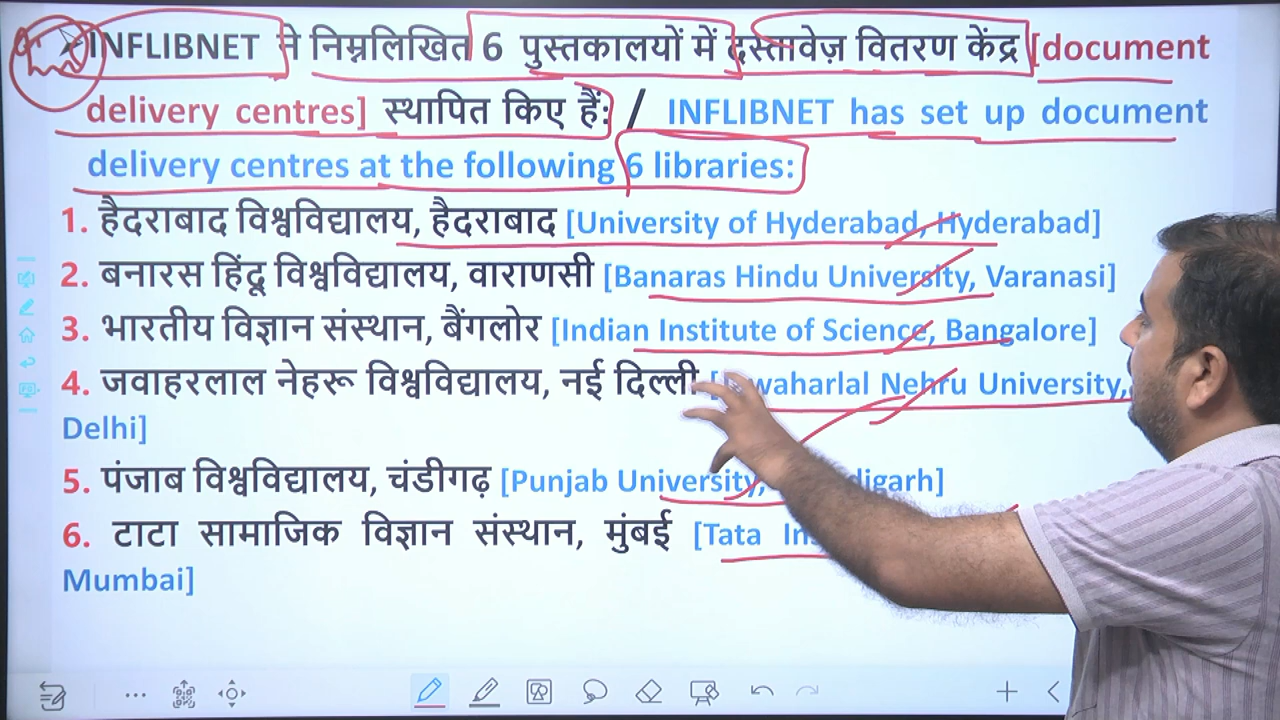 INFLIBNET ने निम्नलिखित 6 पुस्तकालयों में दस्तावेज़ वितरण केंद्र [document
delivery centres] स्थापित किए हैं: / INFLIBNET has set up document
delivery centres at the following 6 libraries:
1. हैदराबाद विश्वविद्यालय, हैदराबाद [University of Hyderabad, Hyderabad]
2. बनारस हिंदू विश्वविद्यालय, वाराणसी [Banaras Hindu University, Varanasi]
3. भारतीय विज्ञान संस्थान, बैंगलोर [Indian Institute of Science, Bangalore]
4. जवाहरलाल नेहरू विश्वविद्यालय, नई दिल्ली Nehru University,
Delhi]
5. पंजाब विश्वविद्यालय, चंडीगढ़ [Punjab University,
6. टाटा सामाजिक विज्ञान संस्थान, मुंबई [Tata
Mumbai]